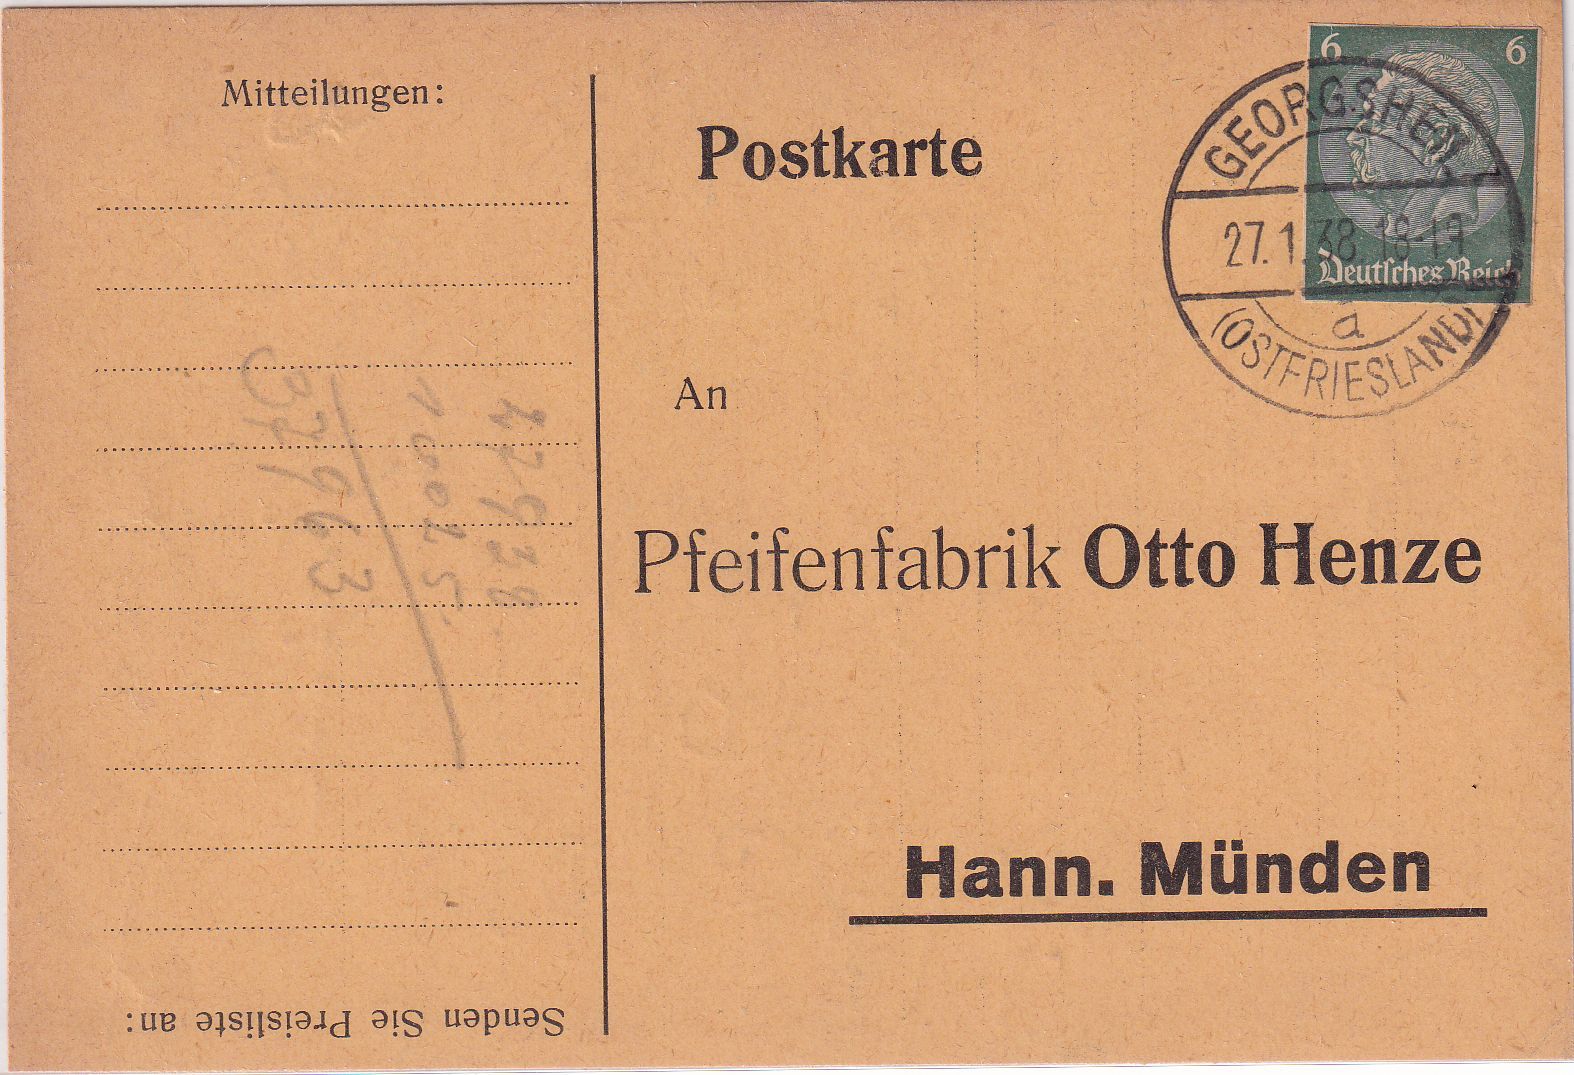 Mitteilungen:
Postkarte
6 6
Deutsches Reich
GEORGSHEIL
27.1.38.18-19
a
(OSTFRIESLAND)
An
Pfeifenfabrik Otto Henze
Hann. Münden
Senden Sie Preisliste an: